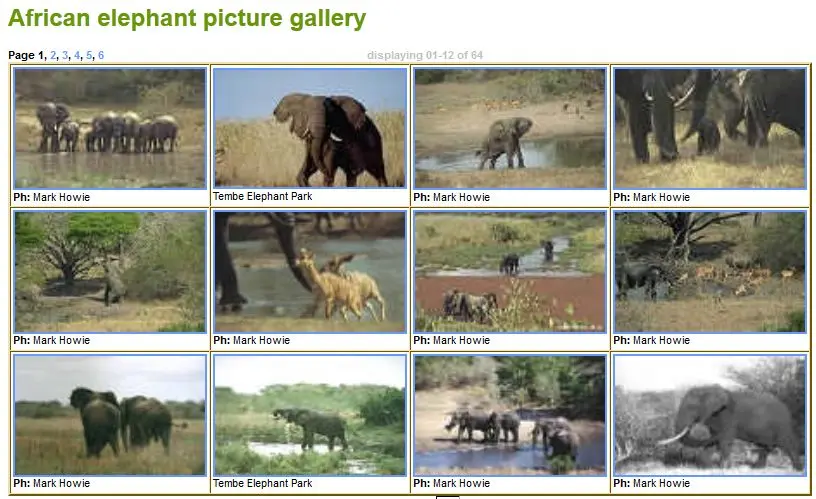 African elephant picture gallery
Page 1, 2, 3, 4, 5, 6
displaying 01-12 of 64
Ph: Mark Howie
Tembe Elephant Park
Ph: Mark Howie
Ph: Mark Howie
Ph: Mark Howie
Ph: Mark Howie
Ph: Mark Howie
Ph: Mark Howie
Ph: Mark Howie
Tembe Elephant Park
Ph: Mark Howie
Ph: Mark Howie